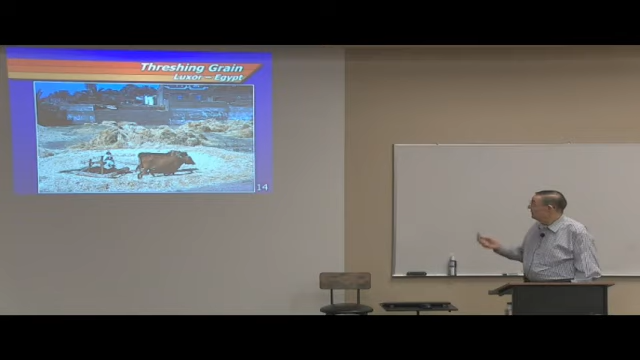 Threshing Grain
Luxor – Egypt
14